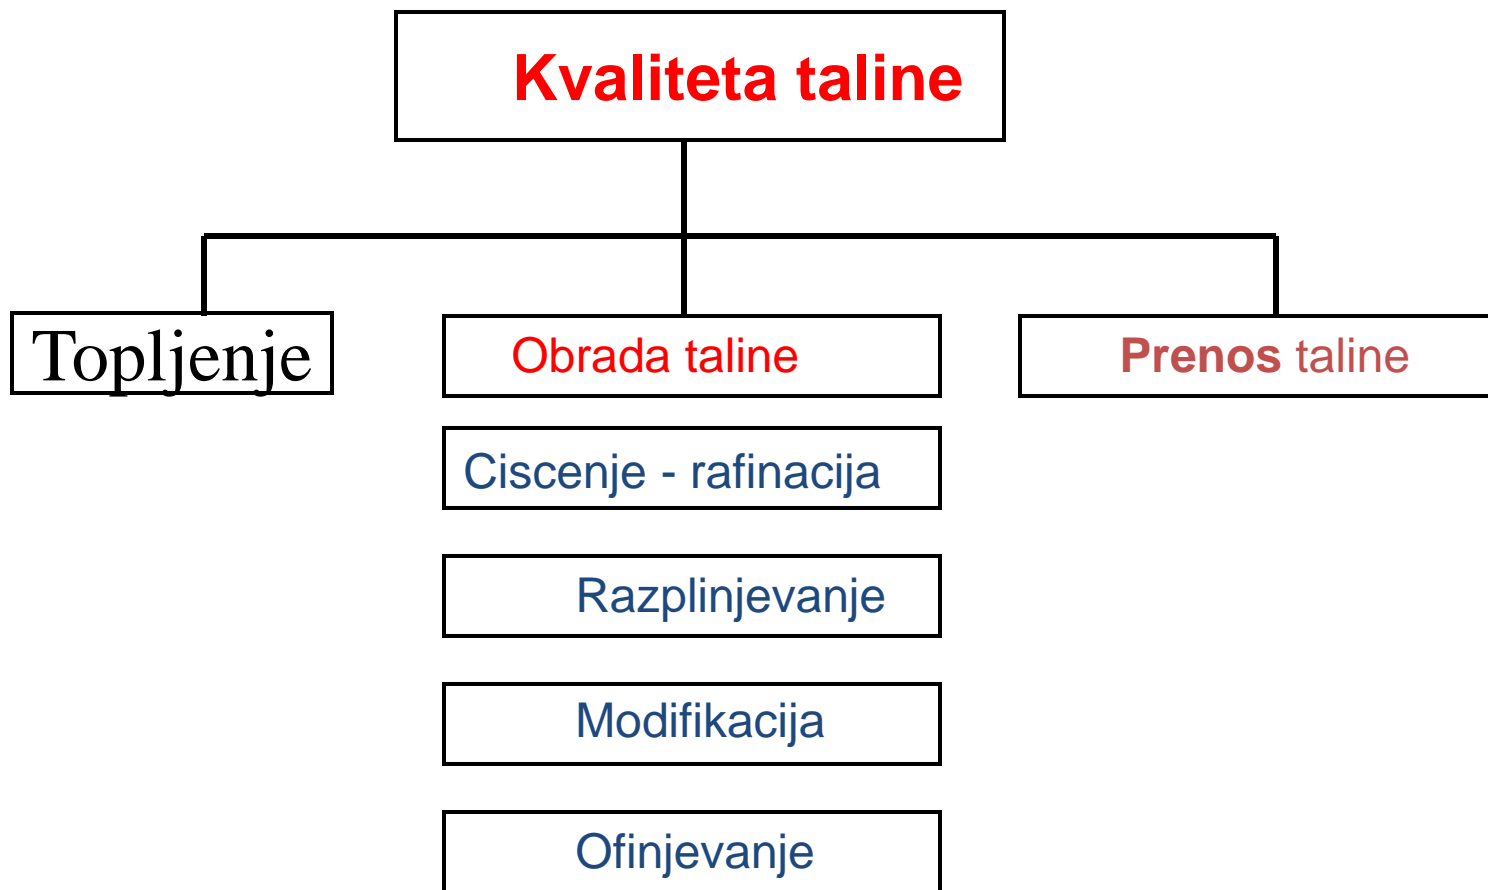 Kvaliteta taline
Topljenje
Obrada taline
Prenos taline
Ciscenje - rafinacija
Razplinjevanje
Modifikacija
Ofinjevanje